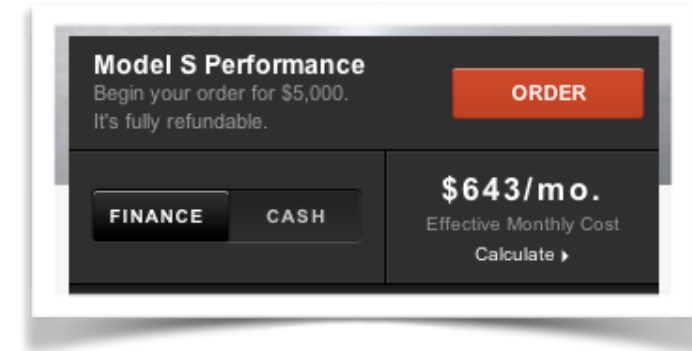 Model S Performance
Begin your order for $5,000.
It's fully refundable.
ORDER
FINANCE
CASH
$643/mo.
Effective Monthly Cost
Calculate